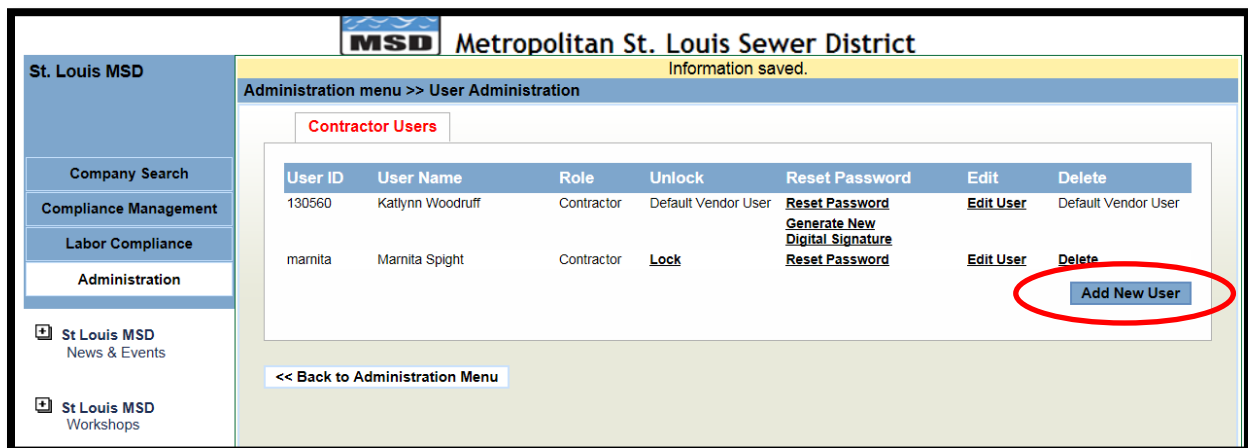 MSD Metropolitan St. Louis Sewer District
St. Louis MSD
Information saved.
Administration menu >> User Administration
Contractor Users
Company Search
Compliance Management
Labor Compliance
Administration
User ID User Name Role Unlock Reset Password Edit Delete
130560 Katlynn Woodruff Contractor Default Vendor User Reset Password Edit User Default Vendor User
Generate New
Digital Signature
marnita Marnita Spight Contractor Lock Reset Password Edit User Delete
Add New User
St Louis MSD
News & Events
<< Back to Administration Menu
St Louis MSD
Workshops